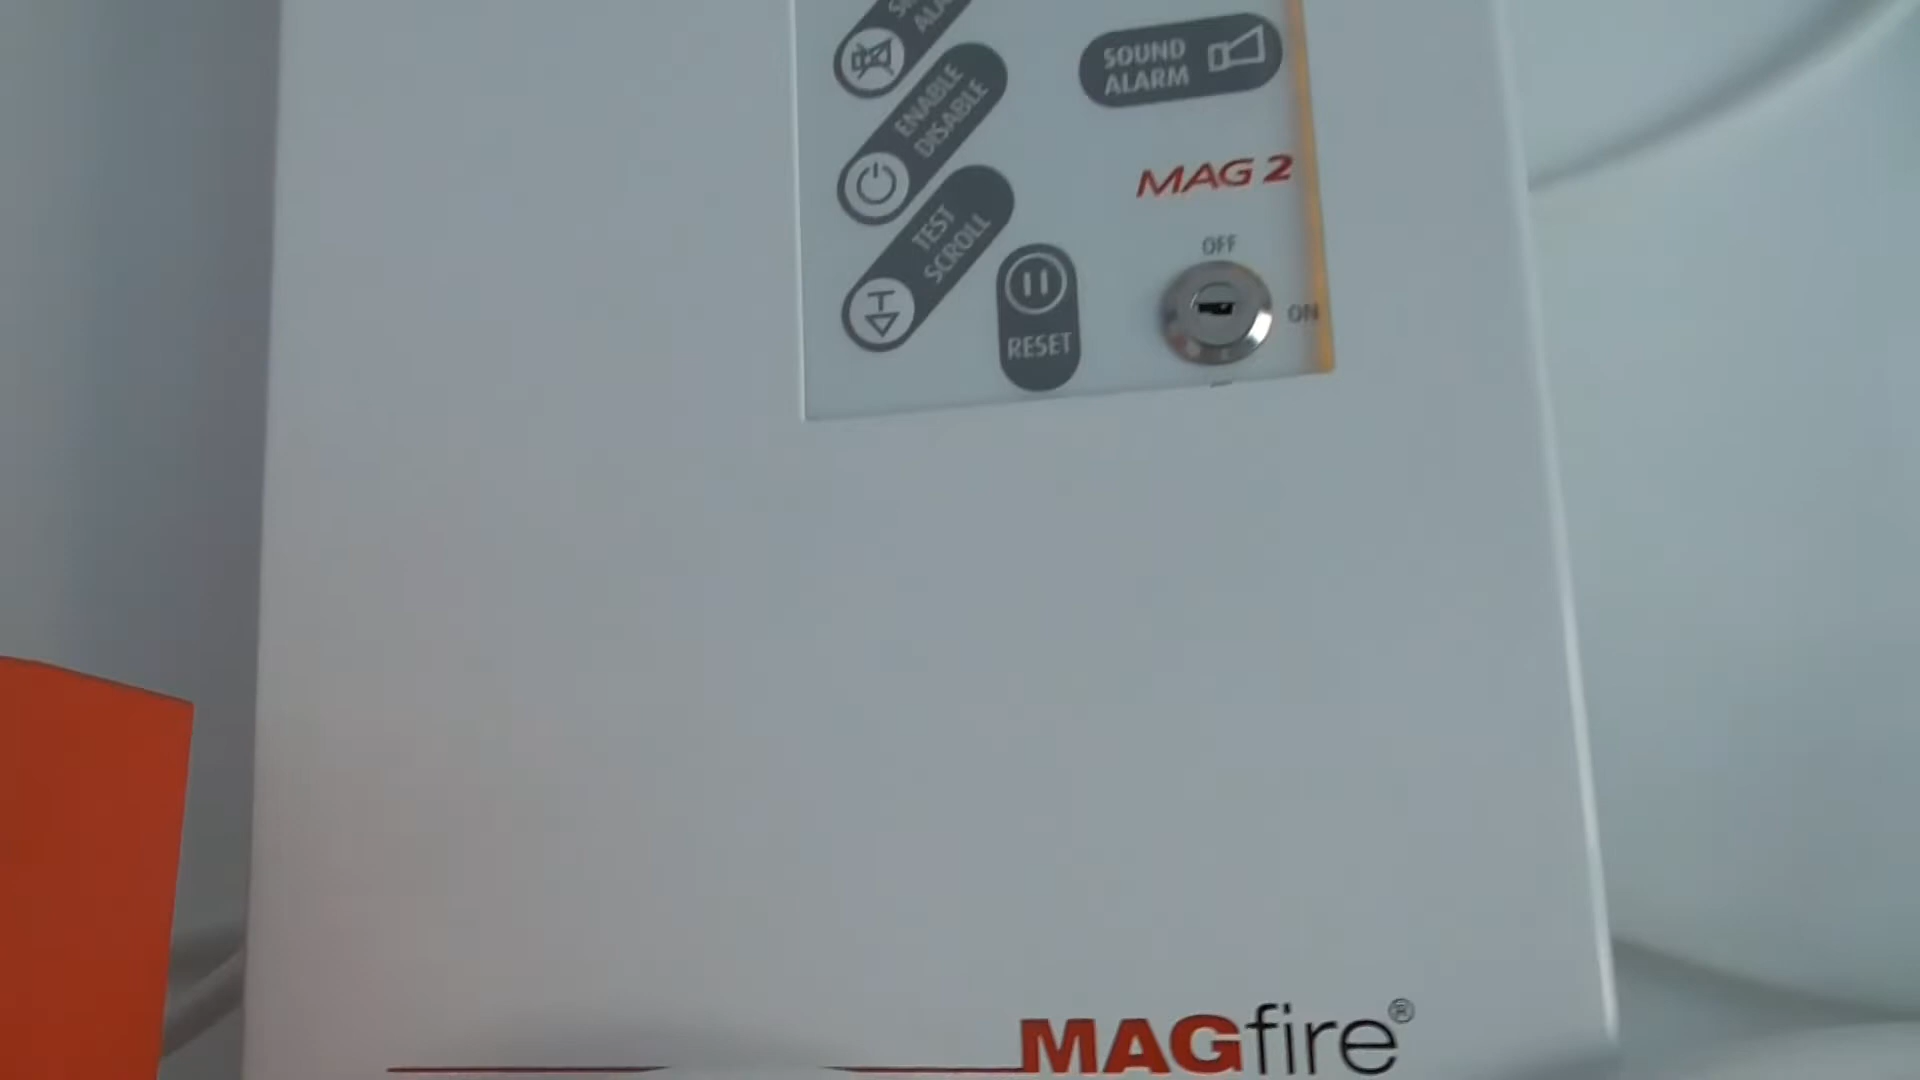 SOUND
ALARM
ENABLE
DISABLE
MAG 2
TEST
SCROLL
OFF
ON
RESET
MAGfire®